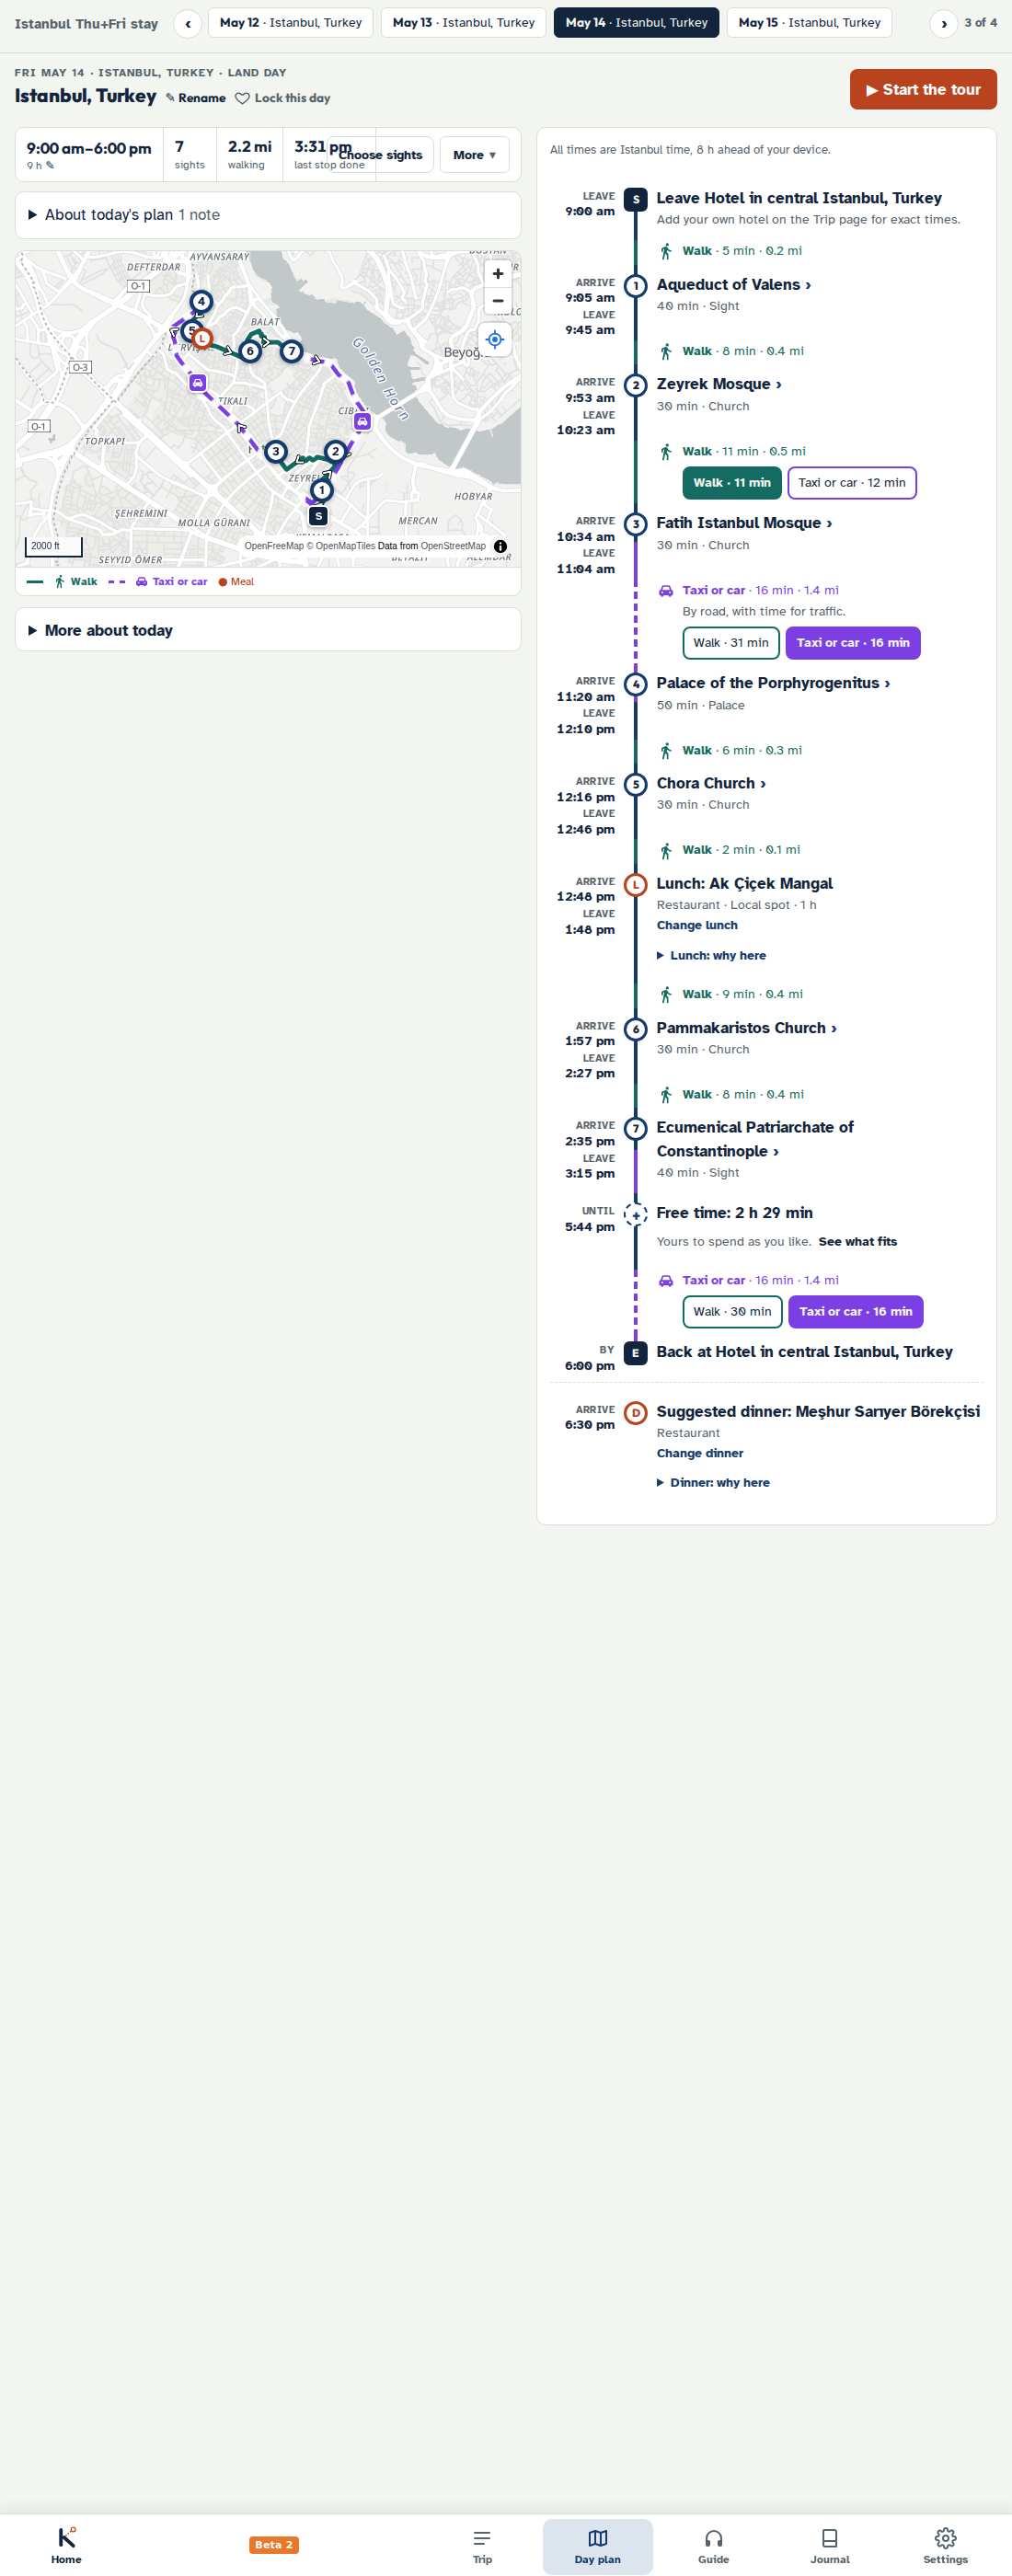 Istanbul Thu+Fri stay
‹
May 12 · Istanbul, Turkey
May 13 · Istanbul, Turkey
May 14 · Istanbul, Turkey
May 15 · Istanbul, Turkey
›
3 of 4
FRI MAY 14 · ISTANBUL, TURKEY · LAND DAY
Istanbul, Turkey
✎ Rename
Lock this day
▶ Start the tour
9:00 am–6:00 pm
9 h ✎
7
sights
2.2 mi
walking
3:31 pm
last stop done
Choose sights
More ▼
▶ About today's plan 1 note
AYVANSARAY
DEFTERDAR
O-1
4
5
L
BALAT
6
7
Golden Horn
O-3
O-1
TOPKAPI
3
2
1
S
HOBYAR
ŞEHREMINI
MOLLA GÜRANI
MERCAN
SEYYID ÖMER
+
−
2000 ft
OpenFreeMap © OpenMapTiles Data from OpenStreetMap
Walk
Taxi or car
Meal
▶ More about today
All times are Istanbul time, 8 h ahead of your device.
LEAVE
9:00 am
S
Leave Hotel in central Istanbul, Turkey
Add your own hotel on the Trip page for exact times.
Walk · 5 min · 0.2 mi
ARRIVE
9:05 am
LEAVE
9:45 am
1
Aqueduct of Valens ›
40 min · Sight
Walk · 8 min · 0.4 mi
ARRIVE
9:53 am
LEAVE
10:23 am
2
Zeyrek Mosque ›
30 min · Church
Walk · 11 min · 0.5 mi
Walk · 11 min
Taxi or car · 12 min
ARRIVE
10:34 am
LEAVE
11:04 am
3
Fatih Istanbul Mosque ›
30 min · Church
Taxi or car · 16 min · 1.4 mi
By road, with time for traffic.
Walk · 31 min
Taxi or car · 16 min
ARRIVE
11:20 am
LEAVE
12:10 pm
4
Palace of the Porphyrogenitus ›
50 min · Palace
Walk · 6 min · 0.3 mi
ARRIVE
12:16 pm
LEAVE
12:46 pm
5
Chora Church ›
30 min · Church
Walk · 2 min · 0.1 mi
ARRIVE
12:48 pm
LEAVE
1:48 pm
L
Lunch: Ak Çiçek Mangal
Restaurant · Local spot · 1 h
Change lunch
▶ Lunch: why here
Walk · 9 min · 0.4 mi
ARRIVE
1:57 pm
LEAVE
2:27 pm
6
Pammakaristos Church ›
30 min · Church
Walk · 8 min · 0.4 mi
ARRIVE
2:35 pm
LEAVE
3:15 pm
7
Ecumenical Patriarchate of
Constantinople ›
40 min · Sight
UNTIL
5:44 pm
+
Free time: 2 h 29 min
Yours to spend as you like. See what fits
Taxi or car · 16 min · 1.4 mi
Walk · 30 min
Taxi or car · 16 min
BY
6:00 pm
E
Back at Hotel in central Istanbul, Turkey
ARRIVE
6:30 pm
D
Suggested dinner: Meşhur Sarıyer Börekçisi
Restaurant
Change dinner
▶ Dinner: why here
Home
Beta 2
Trip
Day plan
Guide
Journal
Settings